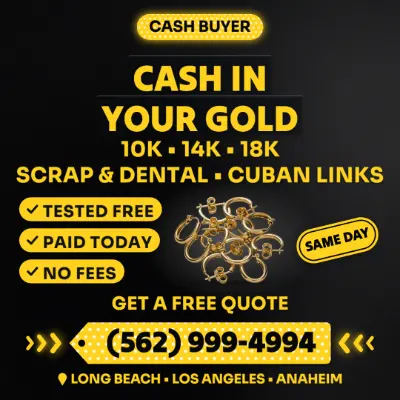 CASH BUYER
CASH IN
YOUR GOLD
10K ▪ 14K ▪ 18K
SCRAP & DENTAL ▪ CUBAN LINKS
✓ TESTED FREE
✓ PAID TODAY
✓ NO FEES
SAME DAY
GET A FREE QUOTE
(562) 999-4994
LONG BEACH ▪ LOS ANGELES ▪ ANAHEIM